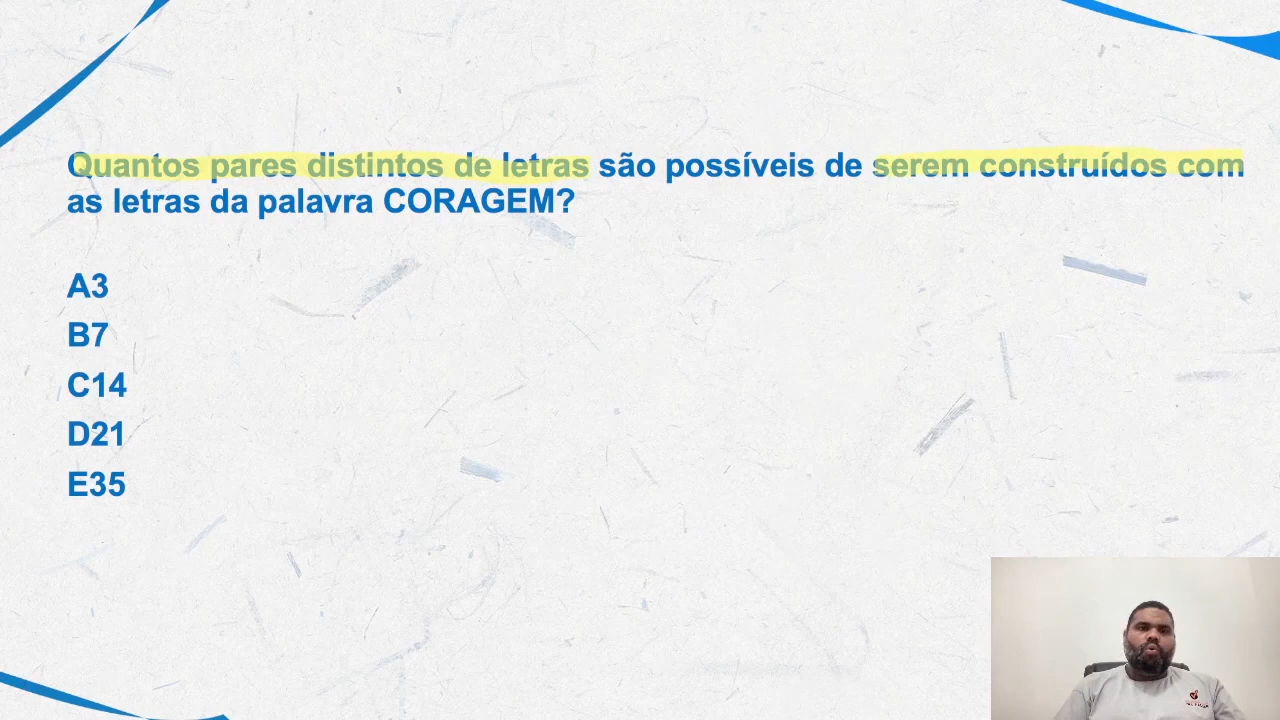 Quantos pares distintos de letras são possíveis de serem construídos com
as letras da palavra CORAGEM?
A3
B7
C14
D21
E35